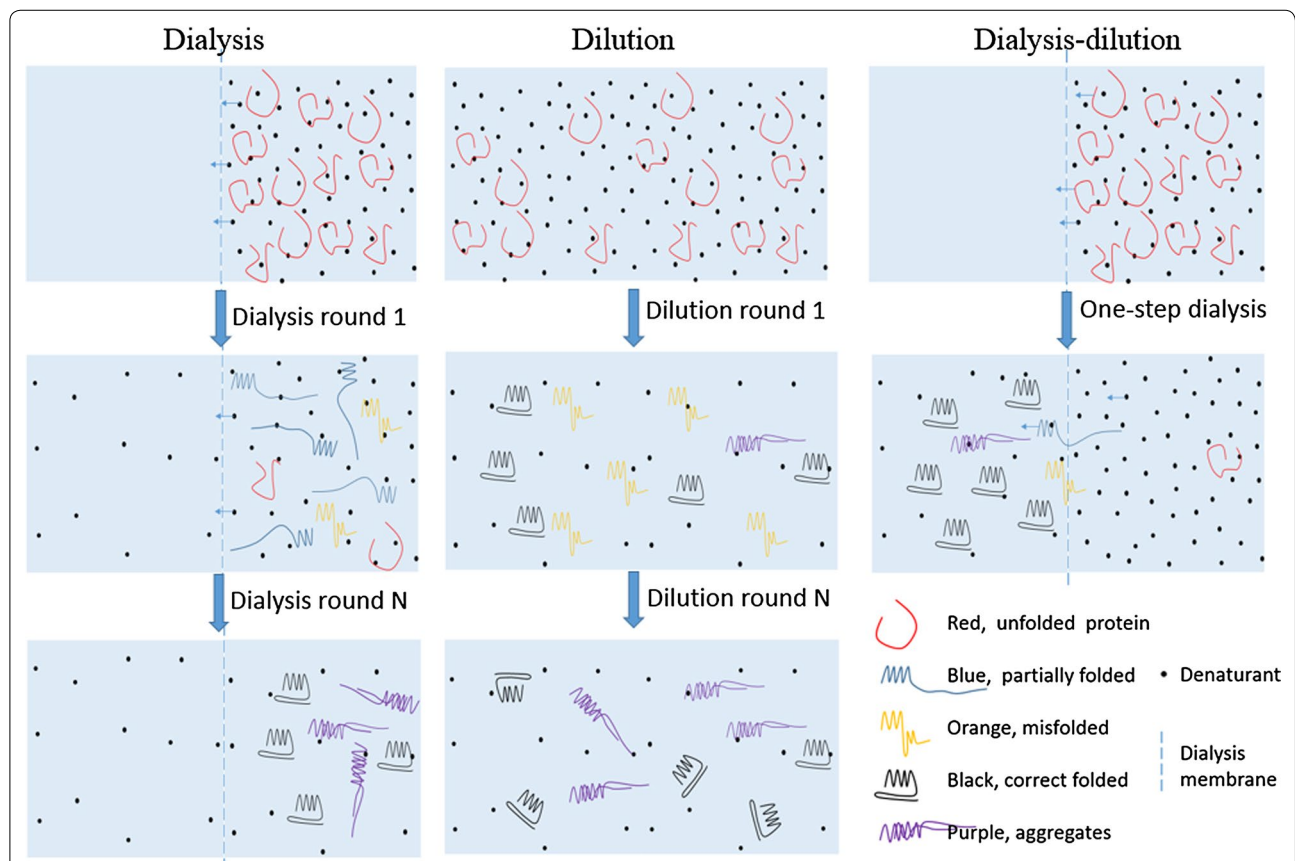 Dialysis
Dilution
Dialysis-dilution
Dialysis round 1
Dilution round 1
One-step dialysis
Dialysis round N
Dilution round N
Red, unfolded protein
Blue, partially folded
Denaturant
Orange, misfolded
Black, correct folded
Dialysis
membrane
Purple, aggregates